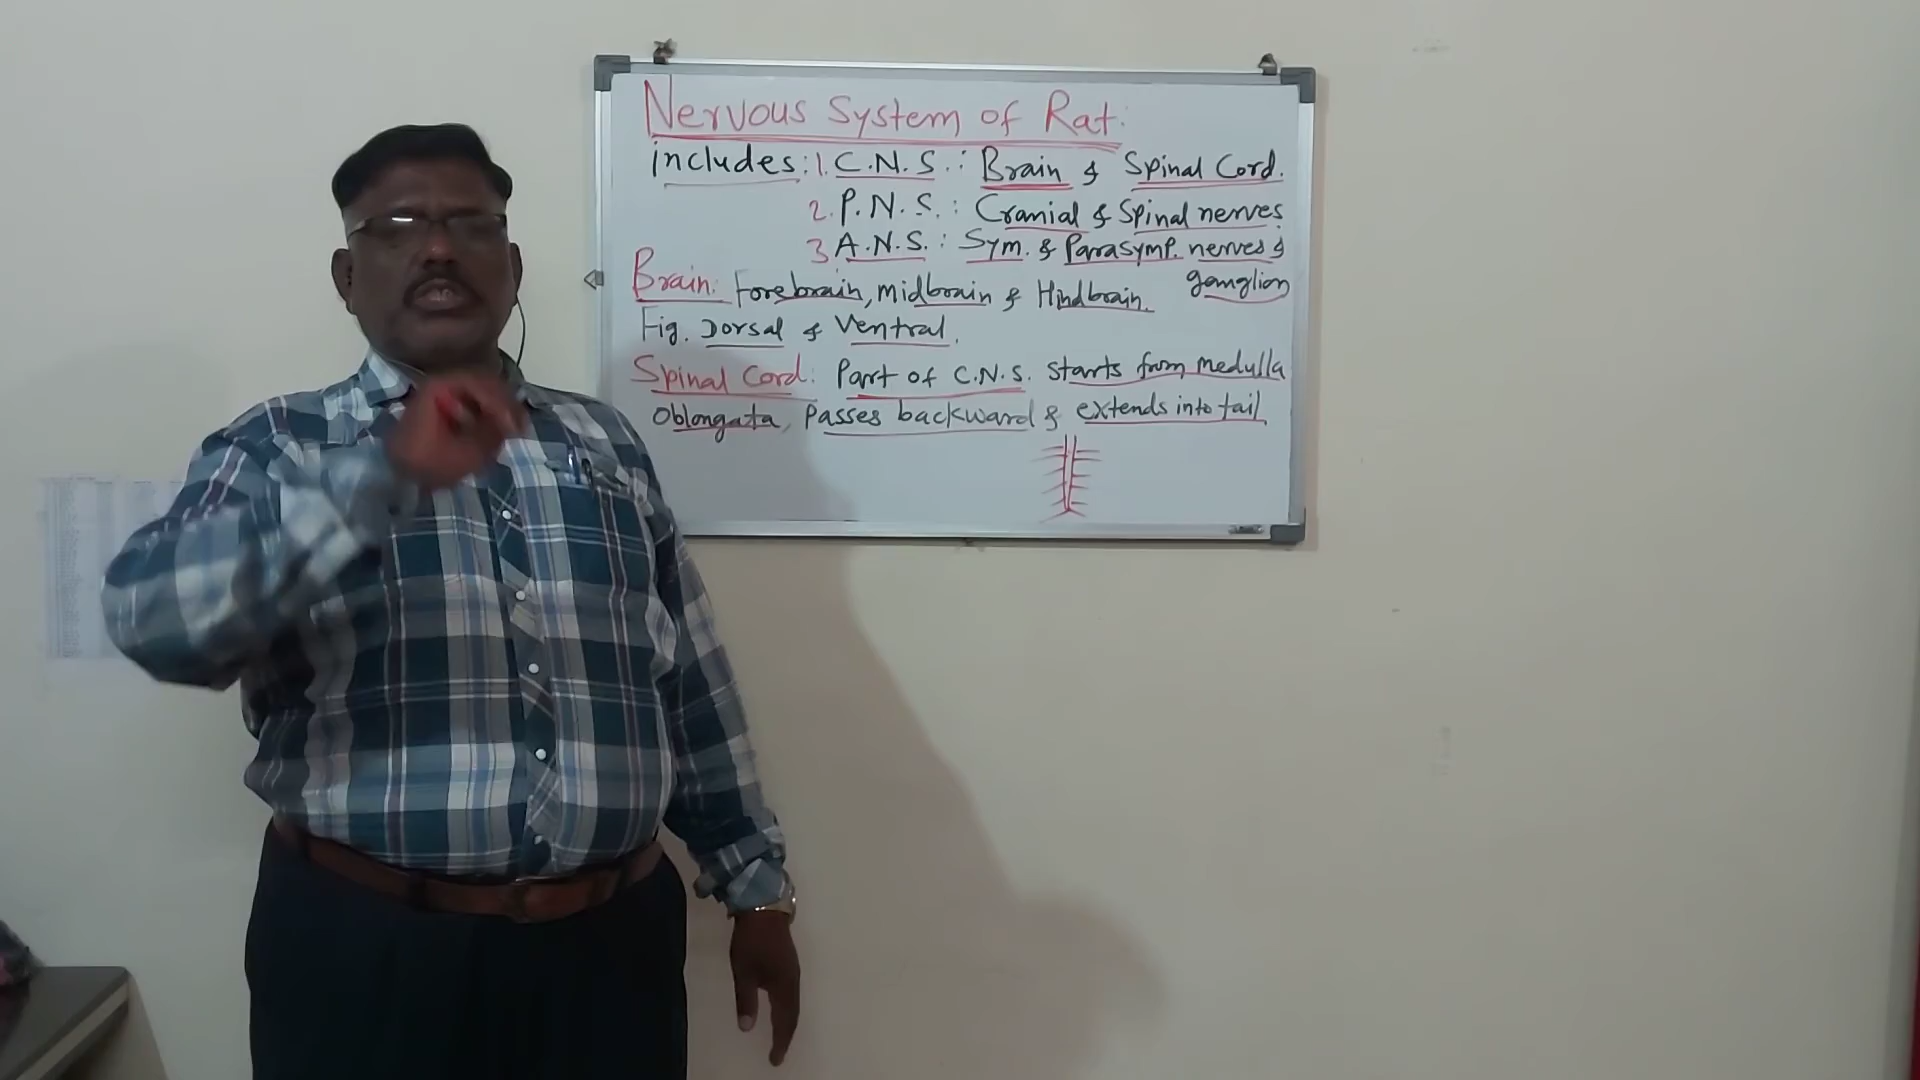 Nervous System of Rat:
includes: 1. C.N.S.: Brain & Spinal Cord.
2. P.N.S.: Cranial & Spinal nerves
3 A.N.S.: Sym. & Parasymp. nerves &
ganglion
Brain: Forebrain, Midbrain & Hindbrain.
Fig. Dorsal & Ventral.
Spinal Cord: Part of C.N.S. Starts from medulla
oblongata, Passes backward & extends into tail